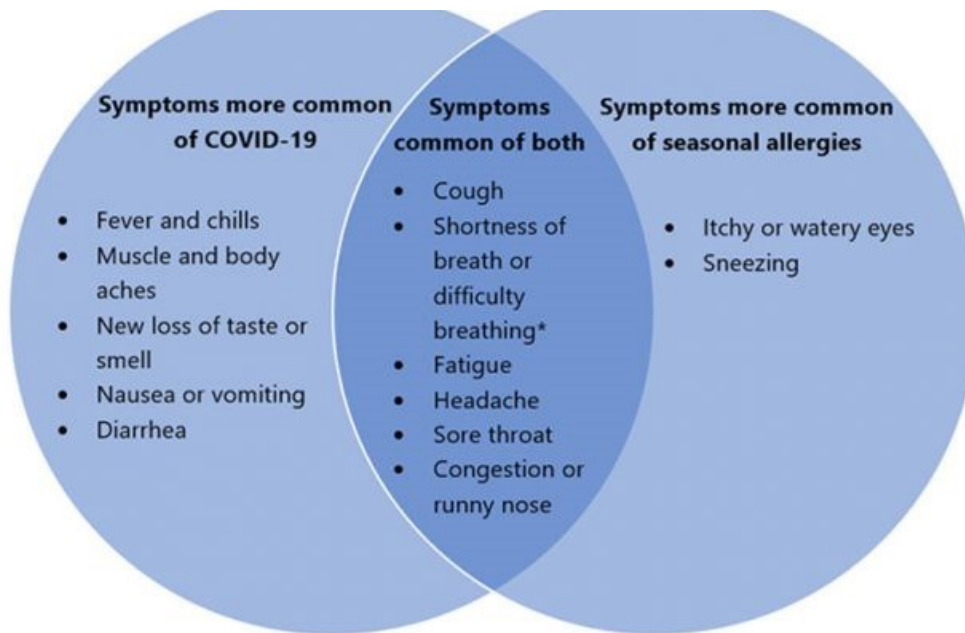 Symptoms more common
of COVID-19
• Fever and chills
• Muscle and body
aches
• New loss of taste or
smell
• Nausea or vomiting
• Diarrhea
Symptoms
common of both
• Cough
• Shortness of
breath or
difficulty
breathing*
• Fatigue
• Headache
• Sore throat
• Congestion or
runny nose
Symptoms more common
of seasonal allergies
• Itchy or watery eyes
• Sneezing